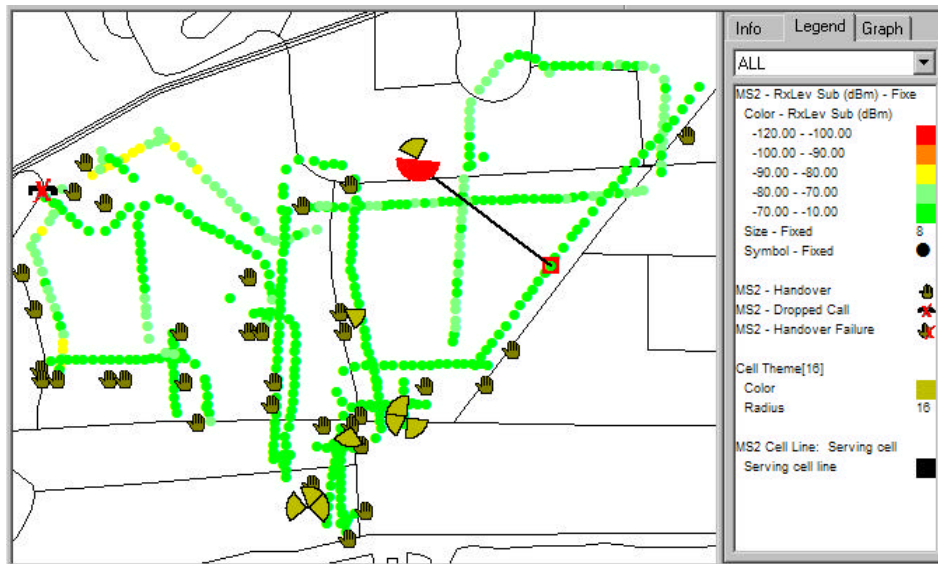 Info Legend Graph
ALL
MS2 - RxLev Sub (dBm) - Fixe
Color - RxLev Sub (dBm)
-120.00 - -100.00
-100.00 - -90.00
-90.00 - -80.00
-80.00 - -70.00
-70.00 - -10.00
Size - Fixed 8
Symbol - Fixed
MS2 - Handover
MS2 - Dropped Call
MS2 - Handover Failure
Cell Theme[16]
Color
Radius 16
MS2 Cell Line: Serving cell
Serving cell line